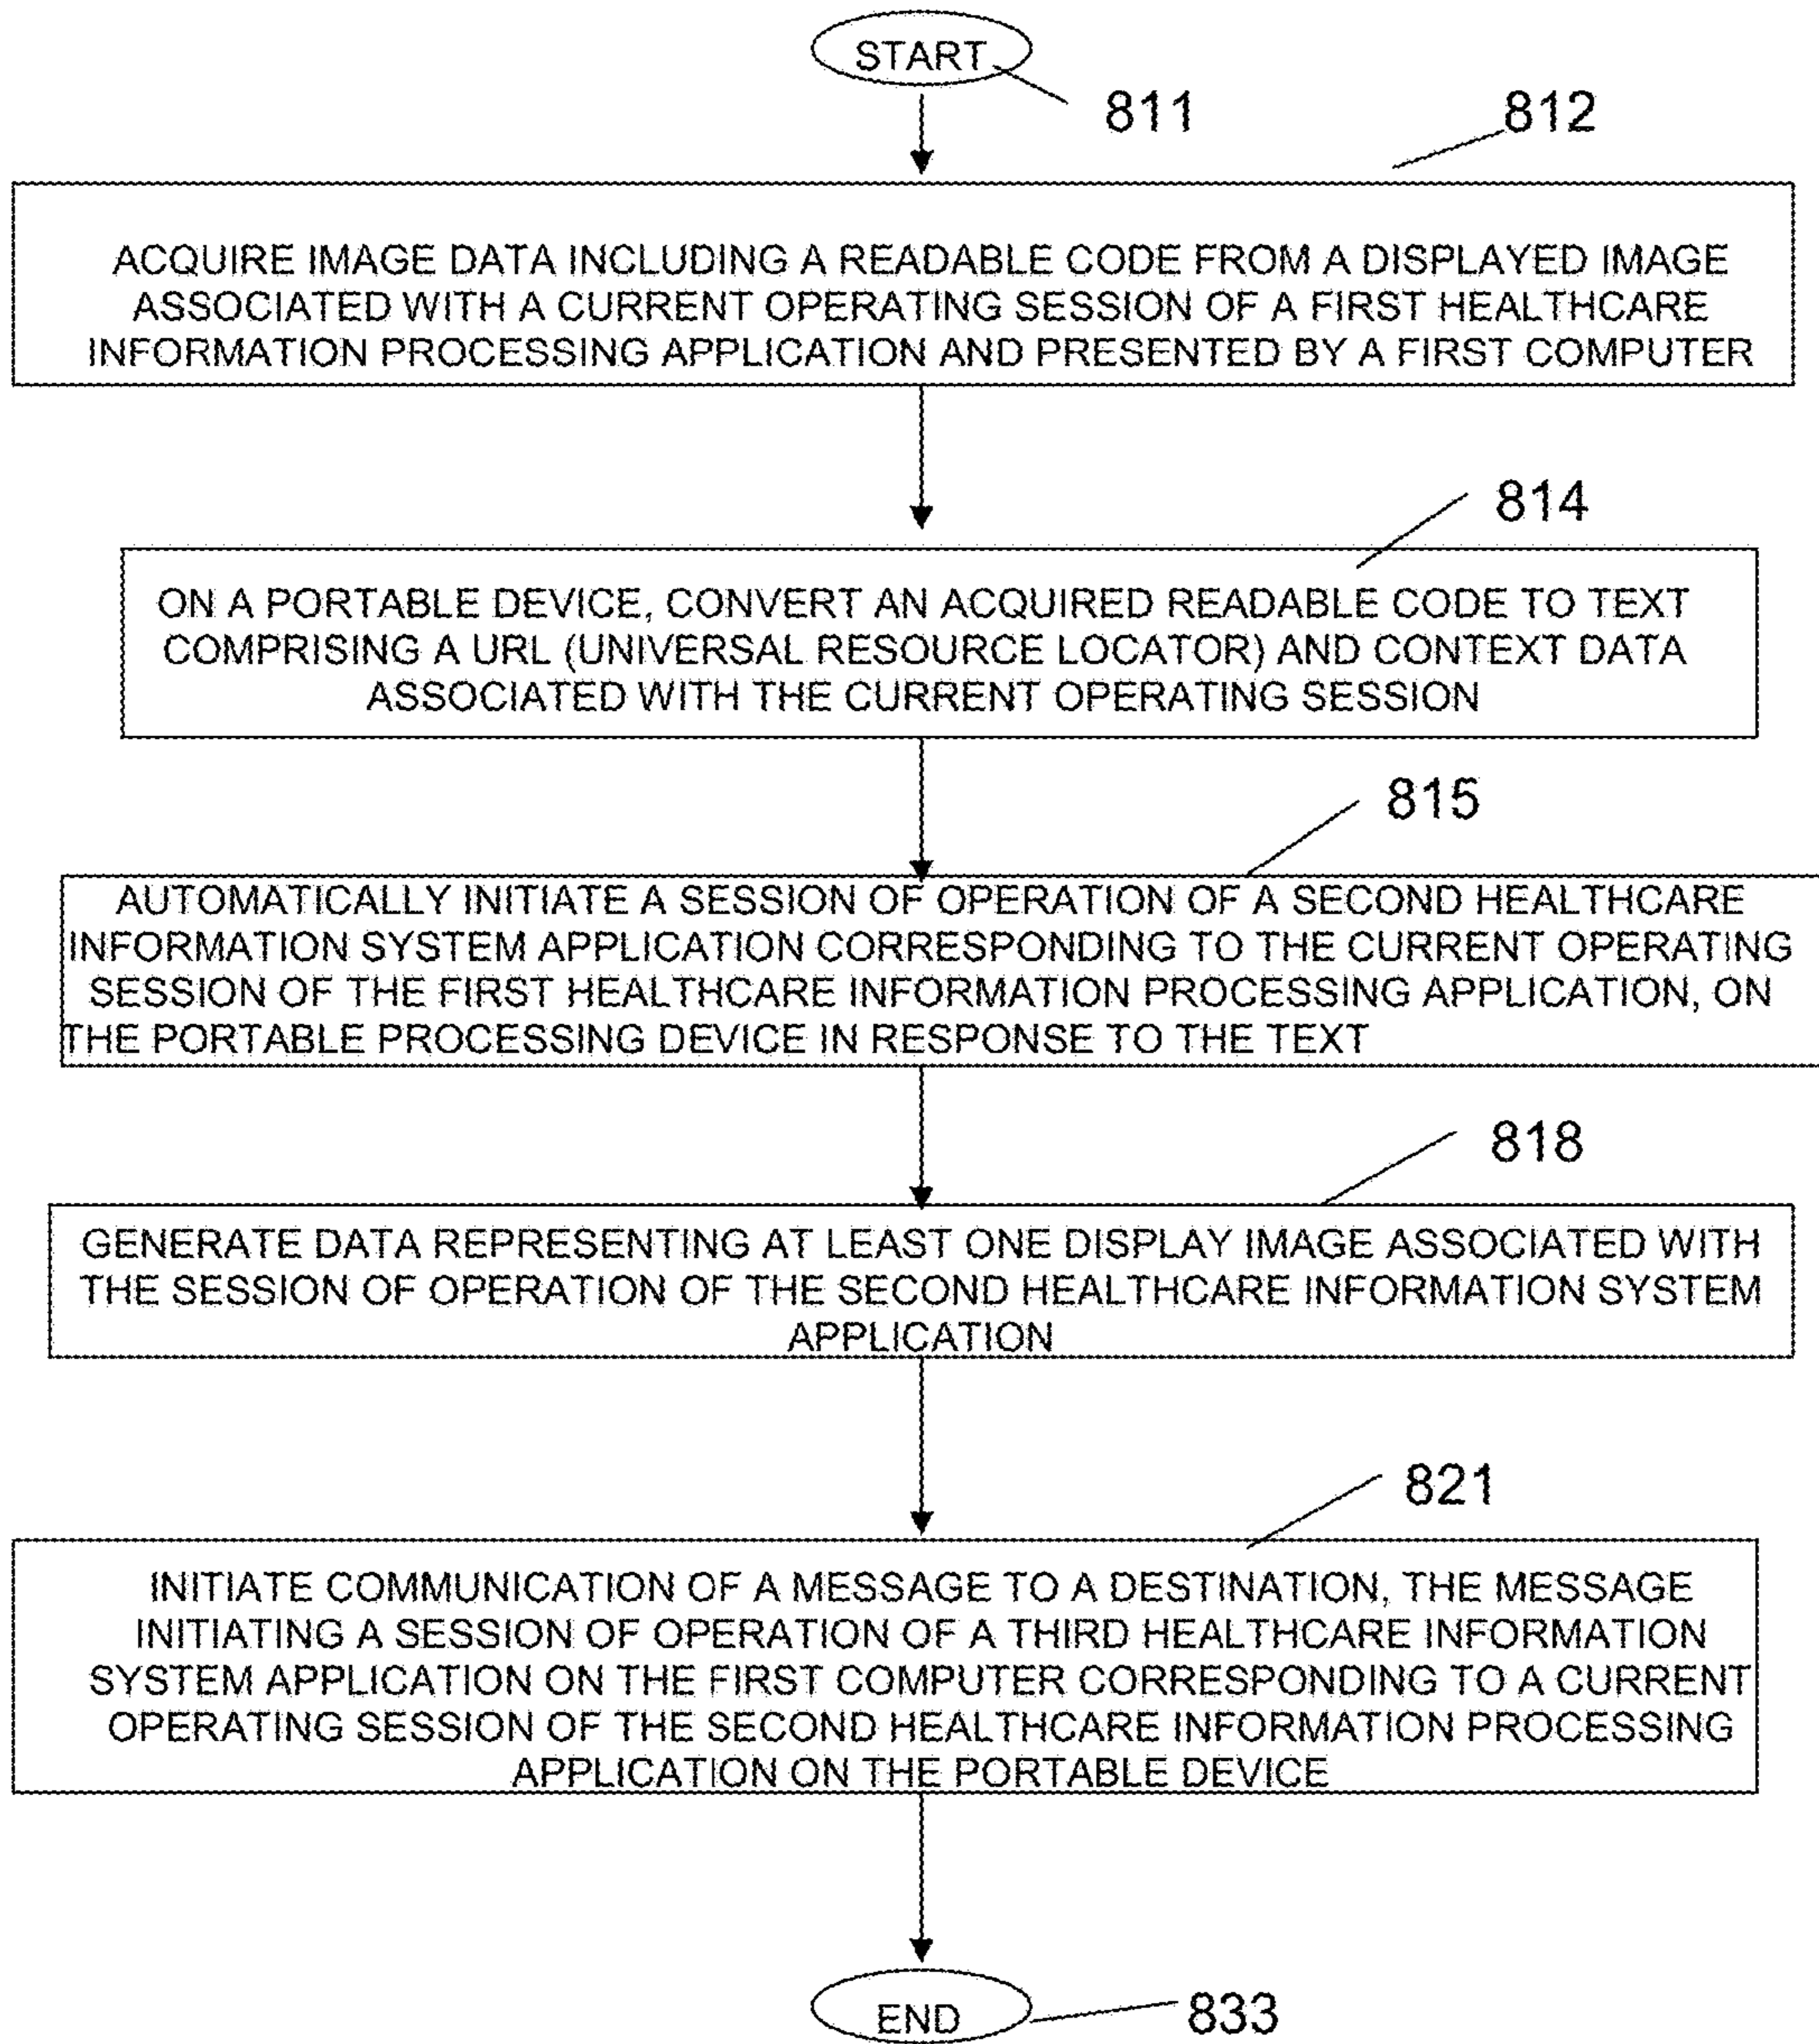 START
811
812
ACQUIRE IMAGE DATA INCLUDING A READABLE CODE FROM A DISPLAYED IMAGE
ASSOCIATED WITH A CURRENT OPERATING SESSION OF A FIRST HEALTHCARE
INFORMATION PROCESSING APPLICATION AND PRESENTED BY A FIRST COMPUTER
814
ON A PORTABLE DEVICE, CONVERT AN ACQUIRED READABLE CODE TO TEXT
COMPRISING A URL (UNIVERSAL RESOURCE LOCATOR) AND CONTEXT DATA
ASSOCIATED WITH THE CURRENT OPERATING SESSION
815
AUTOMATICALLY INITIATE A SESSION OF OPERATION OF A SECOND HEALTHCARE
INFORMATION SYSTEM APPLICATION CORRESPONDING TO THE CURRENT OPERATING
SESSION OF THE FIRST HEALTHCARE INFORMATION PROCESSING APPLICATION, ON
THE PORTABLE PROCESSING DEVICE IN RESPONSE TO THE TEXT
818
GENERATE DATA REPRESENTING AT LEAST ONE DISPLAY IMAGE ASSOCIATED WITH
THE SESSION OF OPERATION OF THE SECOND HEALTHCARE INFORMATION SYSTEM
APPLICATION
821
INITIATE COMMUNICATION OF A MESSAGE TO A DESTINATION, THE MESSAGE
INITIATING A SESSION OF OPERATION OF A THIRD HEALTHCARE INFORMATION
SYSTEM APPLICATION ON THE FIRST COMPUTER CORRESPONDING TO A CURRENT
OPERATING SESSION OF THE SECOND HEALTHCARE INFORMATION PROCESSING
APPLICATION ON THE PORTABLE DEVICE
END
833